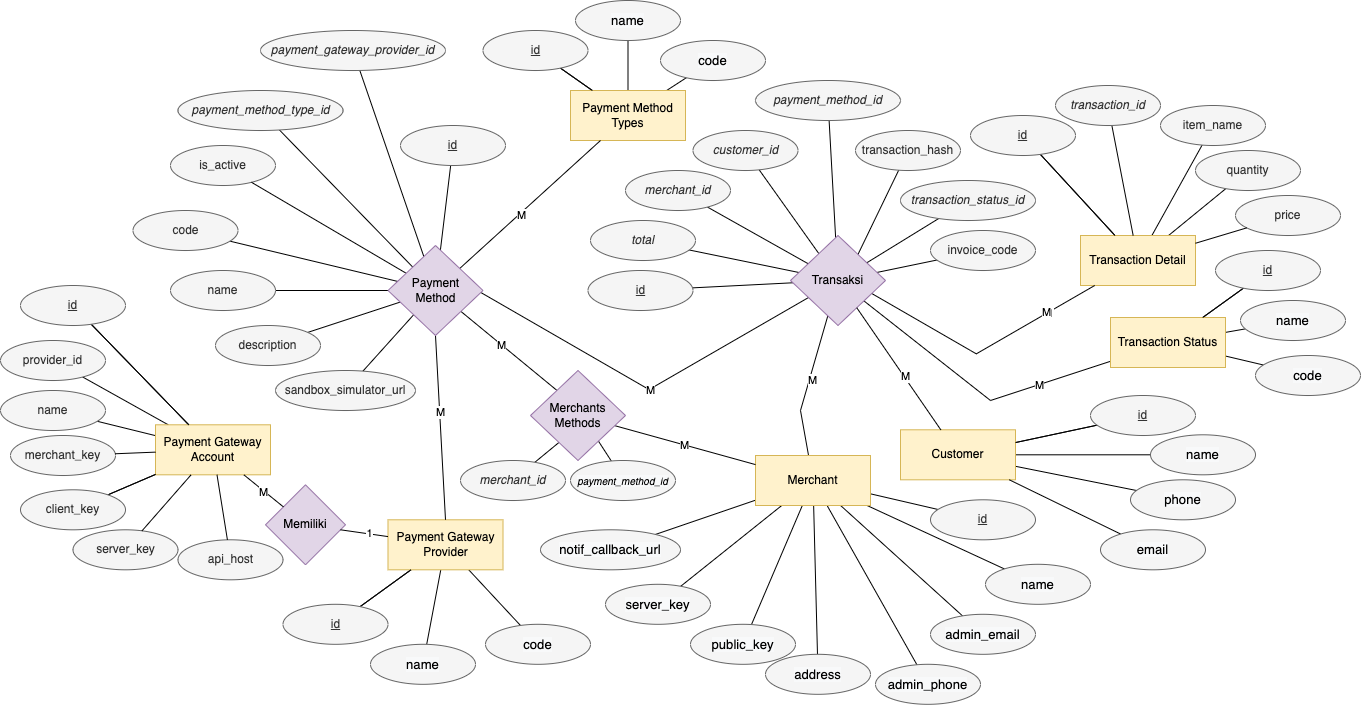 name
id
payment_gateway_provider_id
code
payment_method_type_id
Payment Method
Types
payment_method_id
transaction_id
id
item_name
id
customer_id
transaction_hash
is_active
quantity
merchant_id
transaction_status_id
price
M
code
total
invoice_code
Transaction Detail
id
name
Payment
Method
Transaksi
id
id
M
name
description
M
Transaction Status
provider_id
sandbox_simulator_url
M
M
M
M
code
name
M
Merchants
Methods
id
Payment Gateway
Account
M
Customer
name
merchant_key
merchant_id
payment_method_id
Merchant
M
phone
client_key
Memiliki
1
Payment Gateway
Provider
id
server_key
api_host
notif_callback_url
email
id
server_key
name
name
code
public_key
admin_email
address
admin_phone